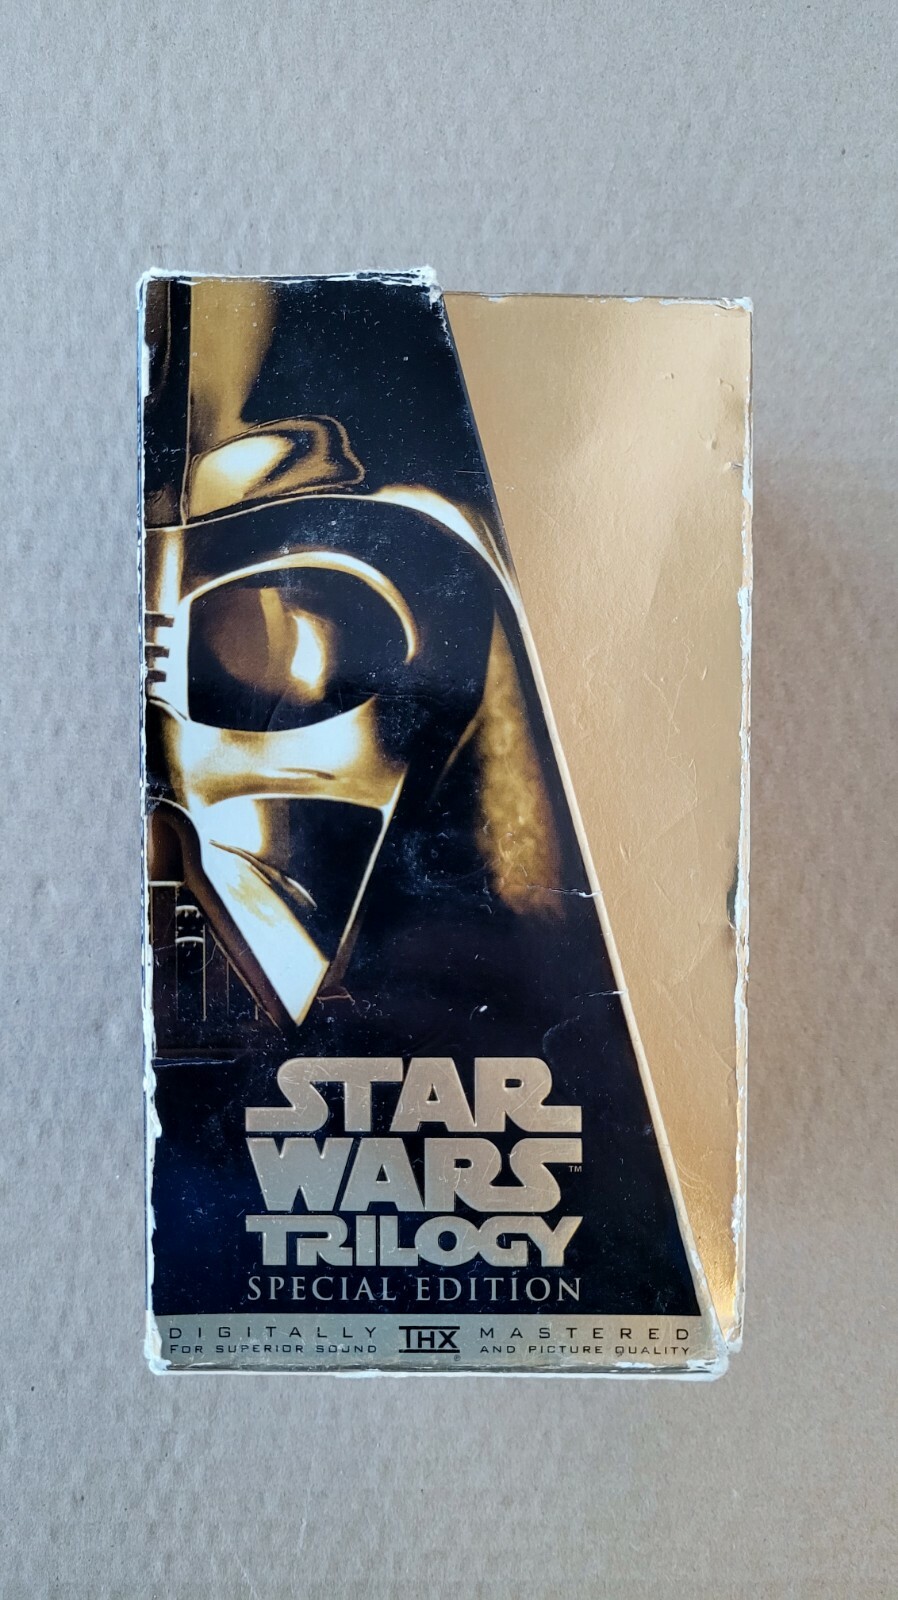 STAR
WARS™
TRILOGY
SPECIAL EDITION
DIGITALLY THX MASTERED
FOR SUPERIOR SOUND ® AND PICTURE QUALITY